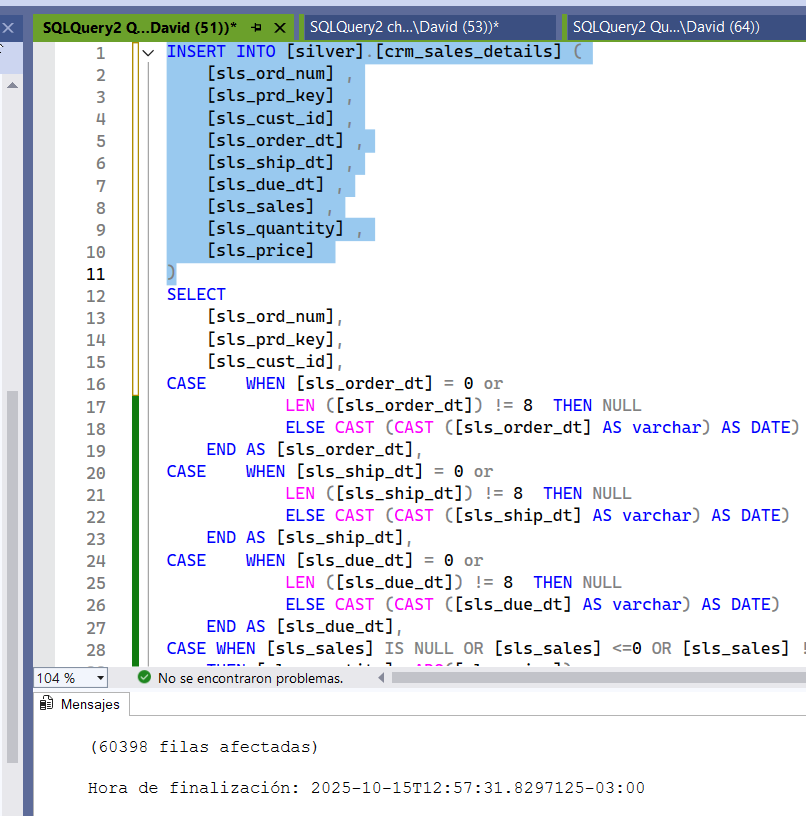 SQLQuery2 Q...David (51))*
SQLQuery2 ch...\David (53))*
SQLQuery2 Qu...\David (64))
1 INSERT INTO [silver].[crm_sales_details] (
2 [sls_ord_num] ,
3 [sls_prd_key] ,
4 [sls_cust_id] ,
5 [sls_order_dt] ,
6 [sls_ship_dt] ,
7 [sls_due_dt] ,
8 [sls_sales] ,
9 [sls_quantity] ,
10 [sls_price]
11 )
12 SELECT
13 [sls_ord_num],
14 [sls_prd_key],
15 [sls_cust_id],
16 CASE WHEN [sls_order_dt] = 0 or
17 LEN ([sls_order_dt]) != 8 THEN NULL
18 ELSE CAST (CAST ([sls_order_dt] AS varchar) AS DATE)
19 END AS [sls_order_dt],
20 CASE WHEN [sls_ship_dt] = 0 or
21 LEN ([sls_ship_dt]) != 8 THEN NULL
22 ELSE CAST (CAST ([sls_ship_dt] AS varchar) AS DATE)
23 END AS [sls_ship_dt],
24 CASE WHEN [sls_due_dt] = 0 or
25 LEN ([sls_due_dt]) != 8 THEN NULL
26 ELSE CAST (CAST ([sls_due_dt] AS varchar) AS DATE)
27 END AS [sls_due_dt],
28 CASE WHEN [sls_sales] IS NULL OR [sls_sales] <=0 OR [sls_sales] !
104 %
No se encontraron problemas.
Mensajes
(60398 filas afectadas)
Hora de finalización: 2025-10-15T12:57:31.8297125-03:00